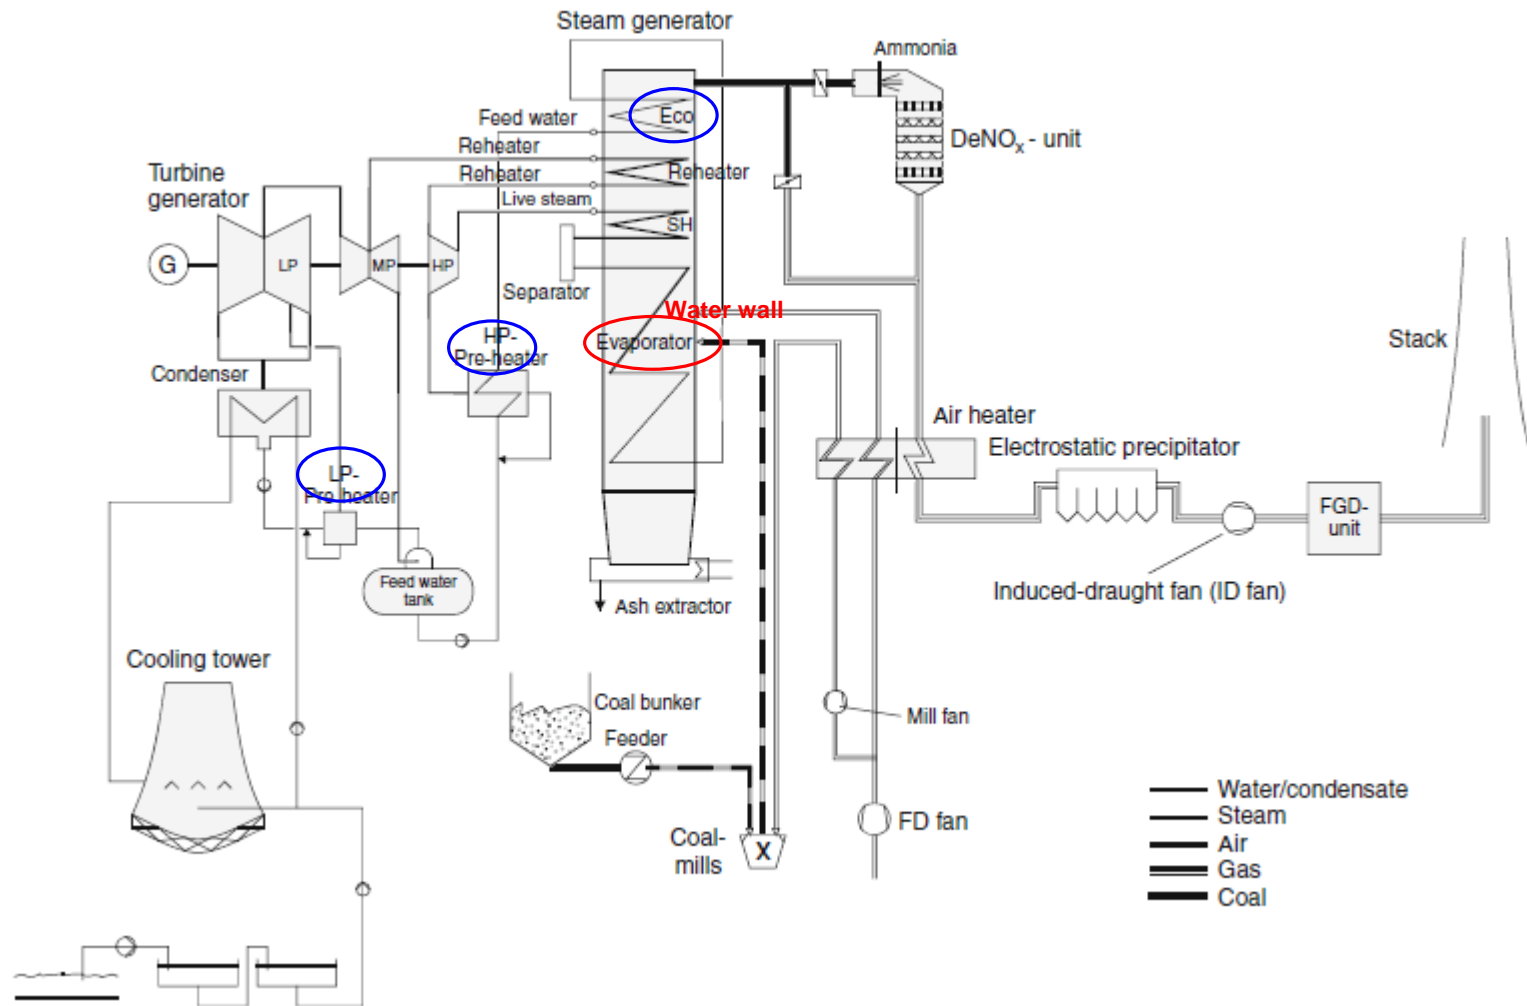 Steam generator
Ammonia
Eco
Feed water
DeNOx - unit
Reheater
Turbine
generator
Reheater
Reheater
Live steam
SH
G
LP
MP
HP
Separator
Water wall
HP-
Pre-heater
Evaporator
Stack
Condenser
Air heater
Electrostatic precipitator
LP-
Pre-heater
FGD-
unit
Feed water
tank
Induced-draught fan (ID fan)
Ash extractor
Cooling tower
Coal bunker
Mill fan
Feeder
Water/condensate
Steam
FD fan
Coal-
mills
X
Air
Gas
Coal